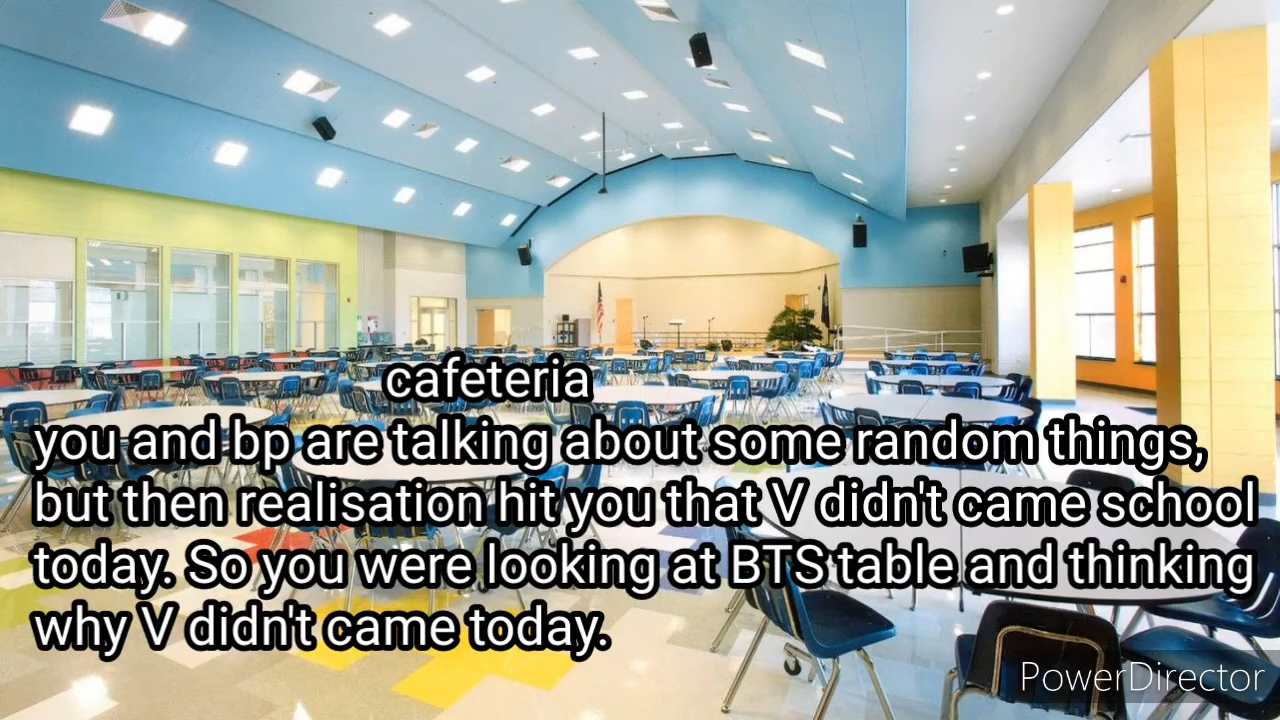 cafeteria
you and bp are talking about some random things,
but then realisation hit you that V didn't came school
today. So you were looking at BTS table and thinking
why V didn't came today.
PowerDirector